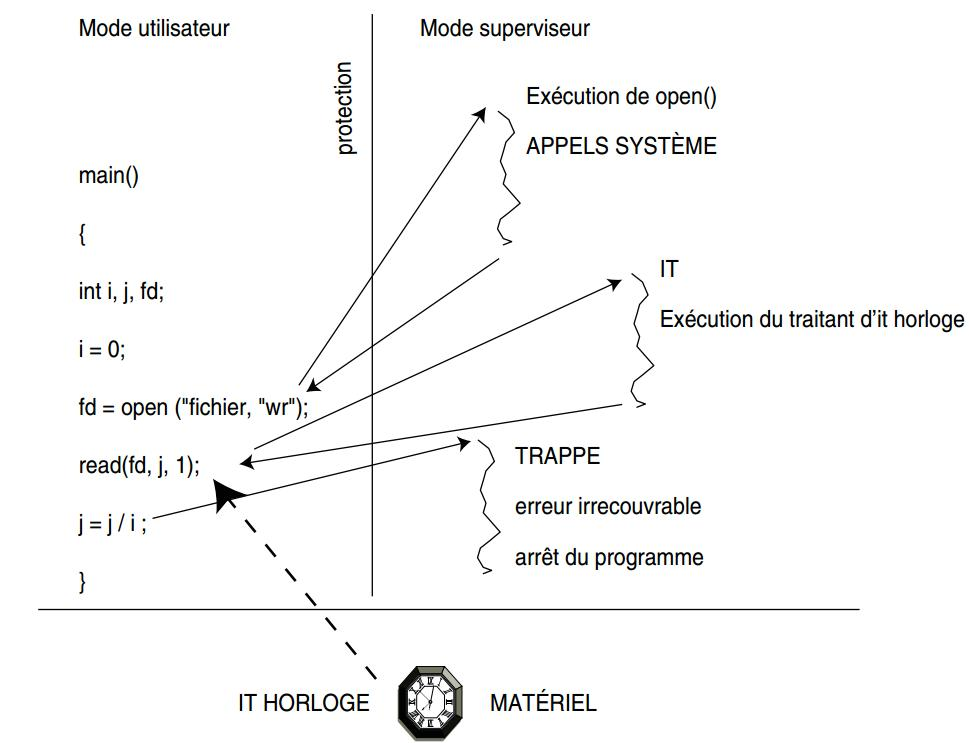 Mode utilisateur
Mode superviseur
protection
Exécution de open()
APPELS SYSTÈME
main()
{
int i, j, fd;
i = 0;
fd = open ("fichier, "wr");
read(fd, j, 1);
j = j / i ;
}
IT
Exécution du traitant d'it horloge
TRAPPE
erreur irrecouvrable
arrêt du programme
IT HORLOGE
MATÉRIEL